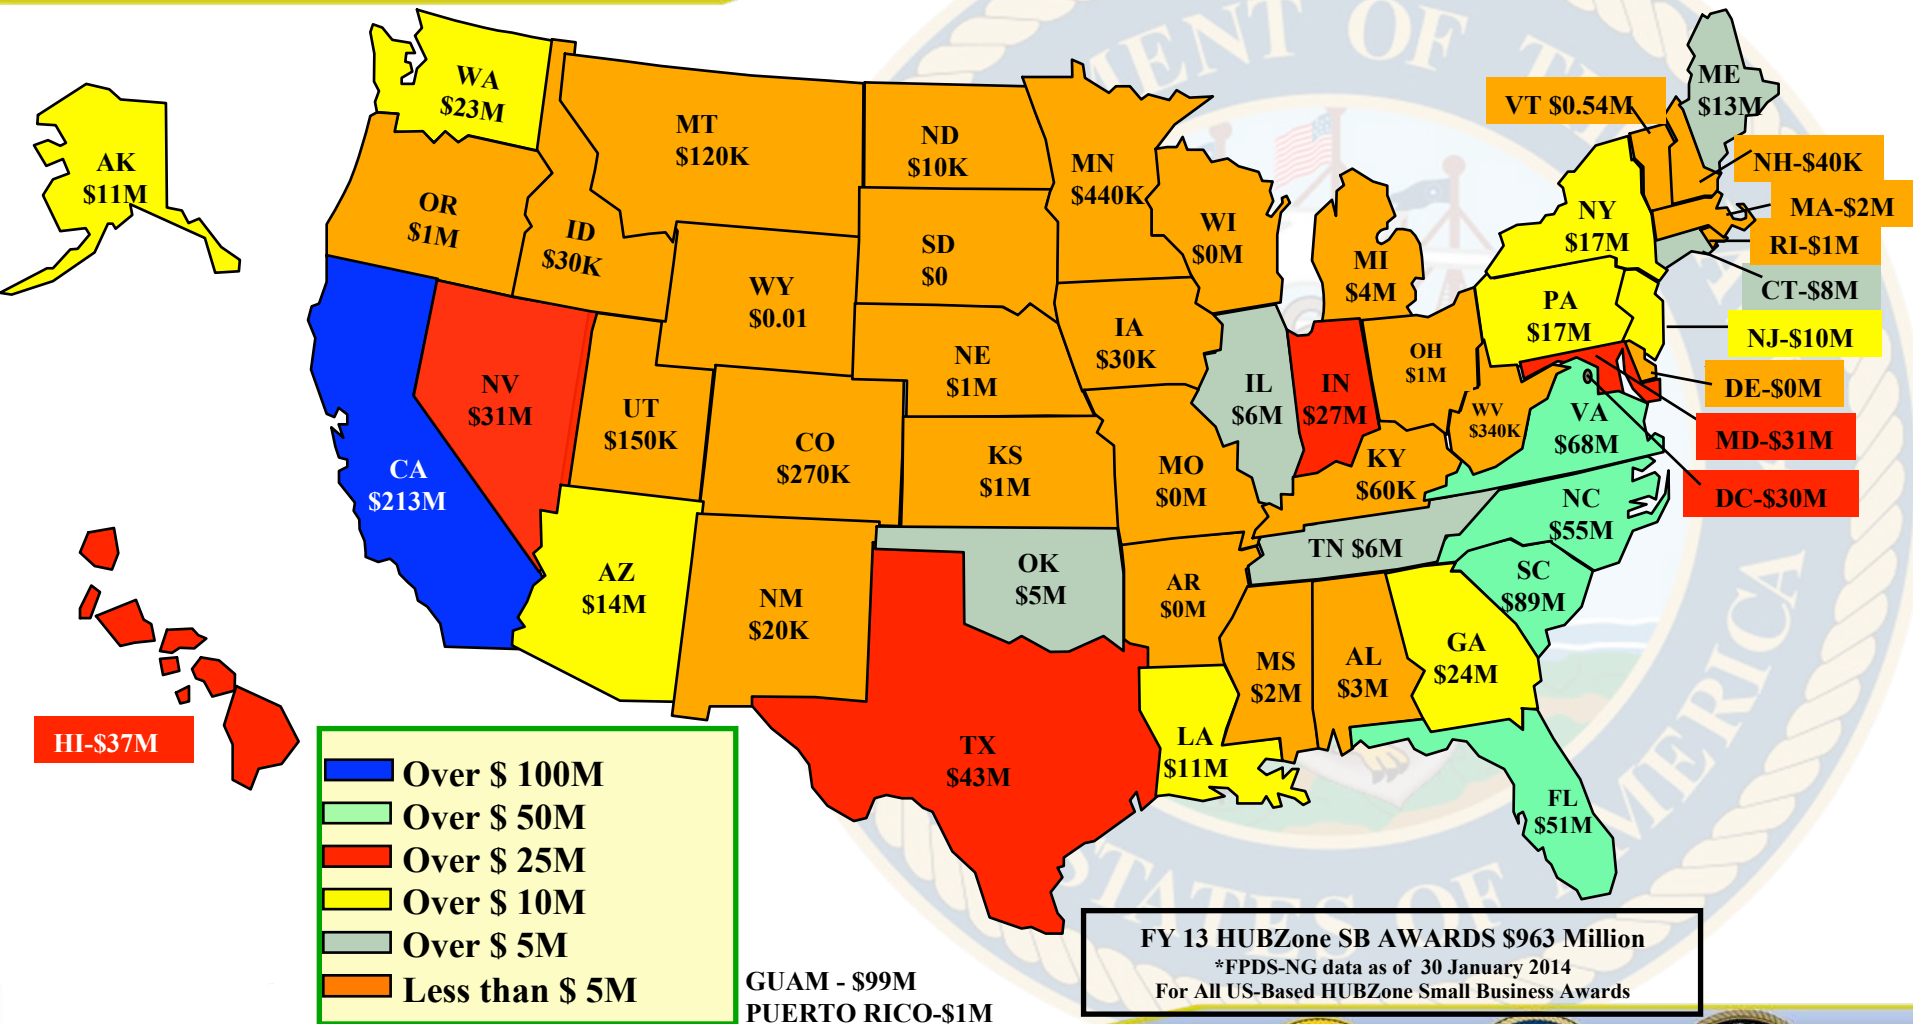 MENT OF TH
STATES OF AMERICA
WA
$23M
AK
$11M
MT
$120K
ND
$10K
MN
$440K
OR
$1M
ID
$30K
SD
$0
WI
$0M
MI
$4M
WY
$0.01
IA
$30K
NE
$1M
NV
$31M
UT
$150K
CO
$270K
KS
$1M
MO
$0M
IL
$6M
IN
$27M
OH
$1M
WV
$340K
KY
$60K
CA
$213M
AZ
$14M
NM
$20K
OK
$5M
AR
$0M
TN $6M
MS
$2M
AL
$3M
GA
$24M
SC
$89M
NC
$55M
VA
$68M
TX
$43M
LA
$11M
FL
$51M
NY
$17M
PA
$17M
ME
$13M
VT $0.54M
NH-$40K
MA-$2M
RI-$1M
CT-$8M
NJ-$10M
DE-$0M
MD-$31M
DC-$30M
HI-$37M
Over $ 100M
Over $ 50M
Over $ 25M
Over $ 10M
Over $ 5M
Less than $ 5M
GUAM - $99M
PUERTO RICO-$1M
FY 13 HUBZone SB AWARDS $963 Million
*FPDS-NG data as of 30 January 2014
For All US-Based HUBZone Small Business Awards